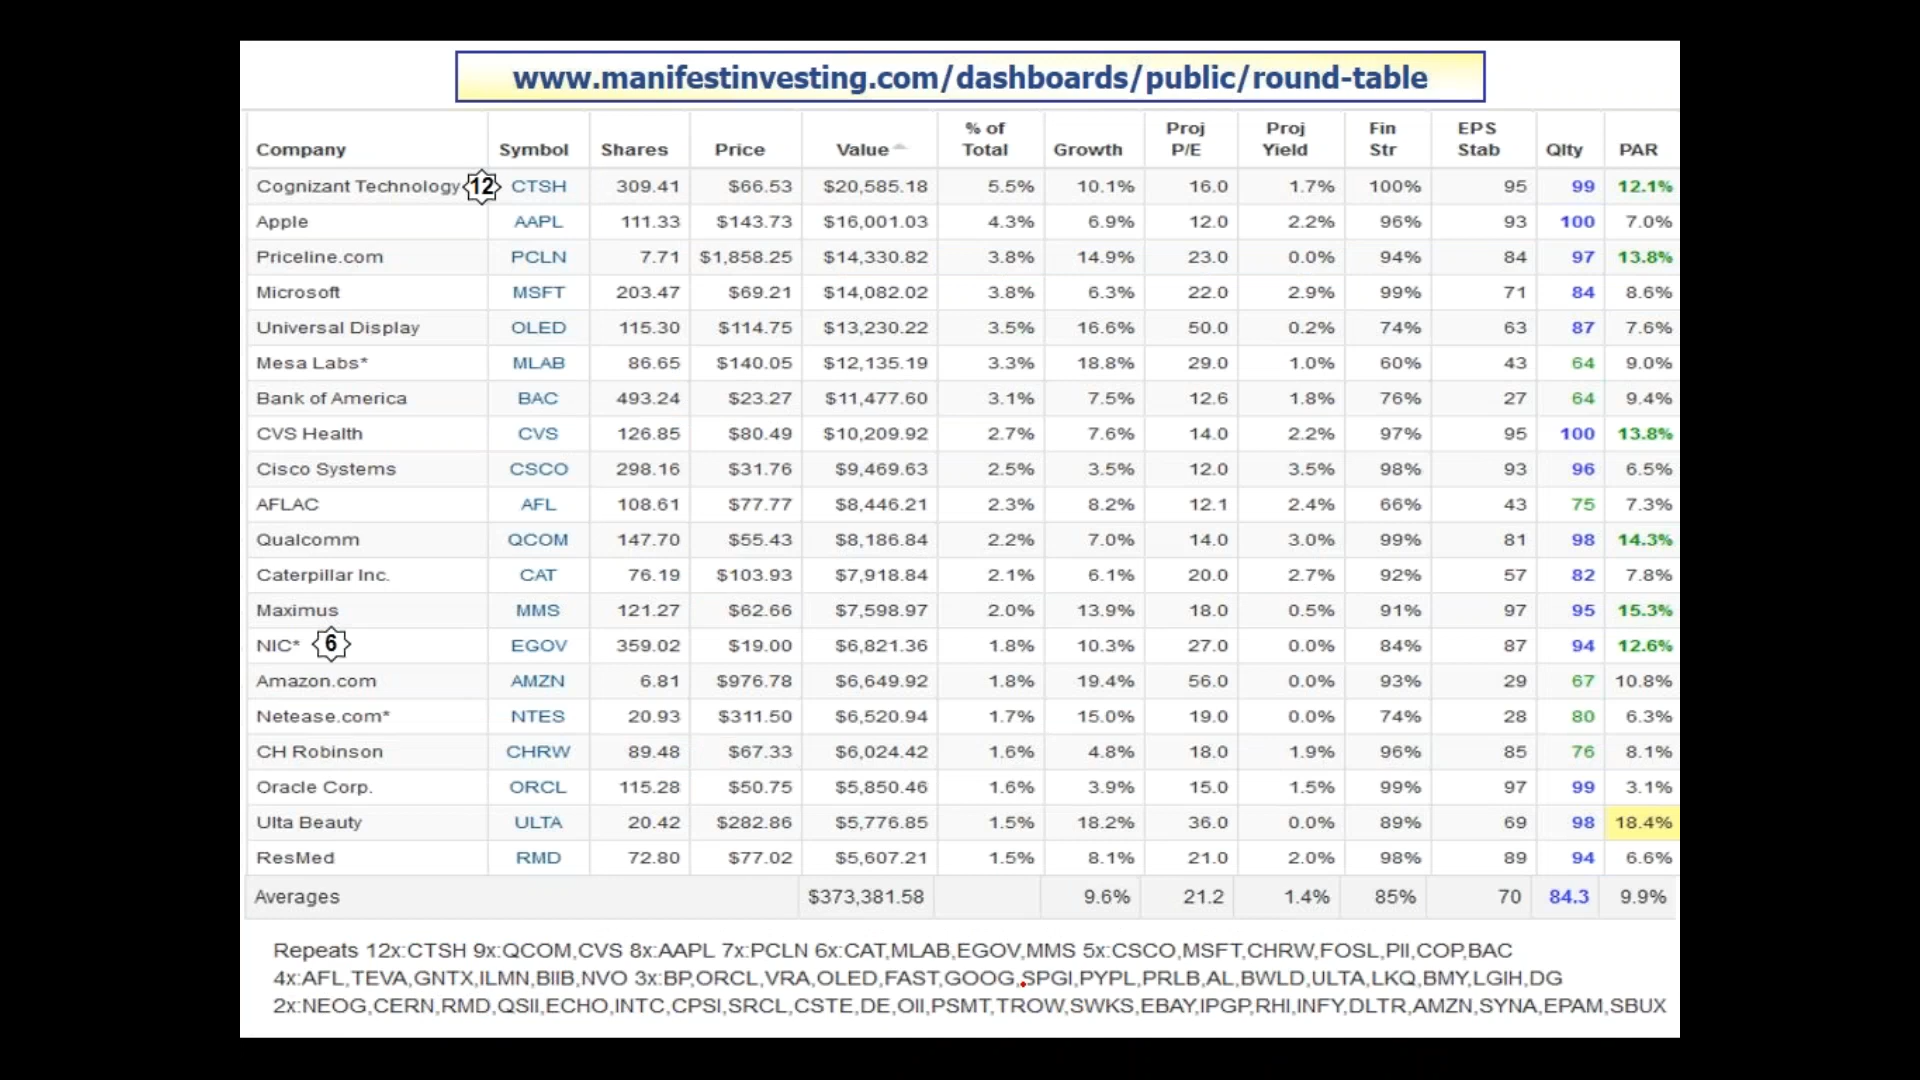 www.manifestinvesting.com/dashboards/public/round-table
Company Symbol Shares Price Value % of Total Growth Proj P/E Proj Yield Fin Str EPS Stab Qlty PAR
Cognizant Technology 12 CTSH 309.41 $66.53 $20,585.18 5.5% 10.1% 16.0 1.7% 100% 95 99 12.1%
Apple AAPL 111.33 $143.73 $16,001.03 4.3% 6.9% 12.0 2.2% 96% 93 100 7.0%
Priceline.com PCLN 7.71 $1,858.25 $14,330.82 3.8% 14.9% 23.0 0.0% 94% 84 97 13.8%
Microsoft MSFT 203.47 $69.21 $14,082.02 3.8% 6.3% 22.0 2.9% 99% 71 84 8.6%
Universal Display OLED 115.30 $114.75 $13,230.22 3.5% 16.6% 50.0 0.2% 74% 63 87 7.6%
Mesa Labs* MLAB 86.65 $140.05 $12,135.19 3.3% 18.8% 29.0 1.0% 60% 43 64 9.0%
Bank of America BAC 493.24 $23.27 $11,477.60 3.1% 7.5% 12.6 1.8% 76% 27 64 9.4%
CVS Health CVS 126.85 $80.49 $10,209.92 2.7% 7.6% 14.0 2.2% 97% 95 100 13.8%
Cisco Systems CSCO 298.16 $31.76 $9,469.63 2.5% 3.5% 12.0 3.5% 98% 93 96 6.5%
AFLAC AFL 108.61 $77.77 $8,446.21 2.3% 8.2% 12.1 2.4% 66% 43 75 7.3%
Qualcomm QCOM 147.70 $55.43 $8,186.84 2.2% 7.0% 14.0 3.0% 99% 81 98 14.3%
Caterpillar Inc. CAT 76.19 $103.93 $7,918.84 2.1% 6.1% 20.0 2.7% 92% 57 82 7.8%
Maximus MMS 121.27 $62.66 $7,598.97 2.0% 13.9% 18.0 0.5% 91% 97 95 15.3%
NIC* 6 EGOV 359.02 $19.00 $6,821.36 1.8% 10.3% 27.0 0.0% 84% 87 94 12.6%
Amazon.com AMZN 6.81 $976.78 $6,649.92 1.8% 19.4% 56.0 0.0% 93% 29 67 10.8%
Netease.com* NTES 20.93 $311.50 $6,520.94 1.7% 15.0% 19.0 0.0% 74% 28 80 6.3%
CH Robinson CHRW 89.48 $67.33 $6,024.42 1.6% 4.8% 18.0 1.9% 96% 85 76 8.1%
Oracle Corp. ORCL 115.28 $50.75 $5,850.46 1.6% 3.9% 15.0 1.5% 99% 97 99 3.1%
Ulta Beauty ULTA 20.42 $282.86 $5,776.85 1.5% 18.2% 36.0 0.0% 89% 69 98 18.4%
ResMed RMD 72.80 $77.02 $5,607.21 1.5% 8.1% 21.0 2.0% 98% 89 94 6.6%
Averages $373,381.58 9.6% 21.2 1.4% 85% 70 84.3 9.9%
Repeats 12x:CTSH 9x:QCOM,CVS 8x:AAPL 7x:PCLN 6x:CAT,MLAB,EGOV,MMS 5x:CSCO,MSFT,CHRW,FOSL,PII,COP,BAC
4x:AFL,TEVA,GNTX,ILMN,BIIB,NVO 3x:BP,ORCL,VRA,OLED,FAST,GOOG,SPGI,PYPL,PRLB,AL,BWLD,ULTA,LKQ,BMY,LGIH,DG
2x:NEOG,CERN,RMD,QSII,ECHO,INTC,CPSI,SRCL,CSTE,DE,OII,PSMT,TROW,SWKS,EBAY,IPGP,RHI,INFY,DLTR,AMZN,SYNA,EPAM,SBUX